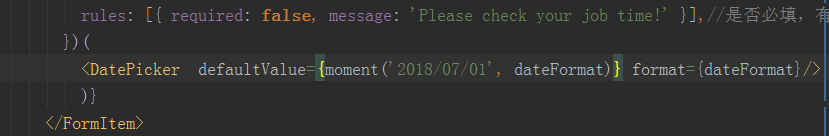 rules: [{ required: false, message: 'Please check your job time!' }],//是否必填，有
})(
<DatePicker  defaultValue={moment('2018/07/01', dateFormat)} format={dateFormat}/>
)}
</FormItem>